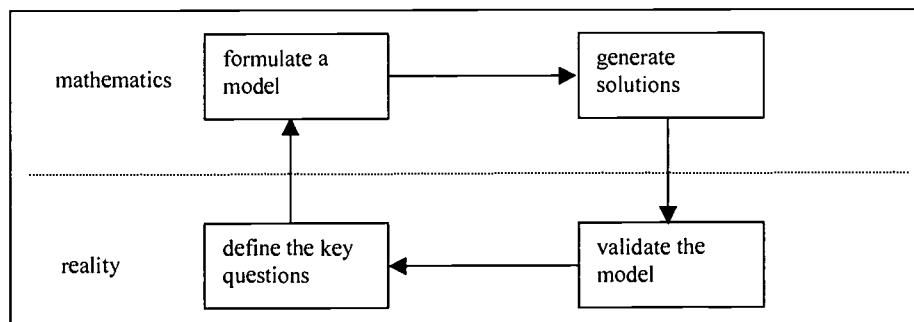 mathematics
formulate a
model
generate
solutions
reality
define the key
questions
validate the
model